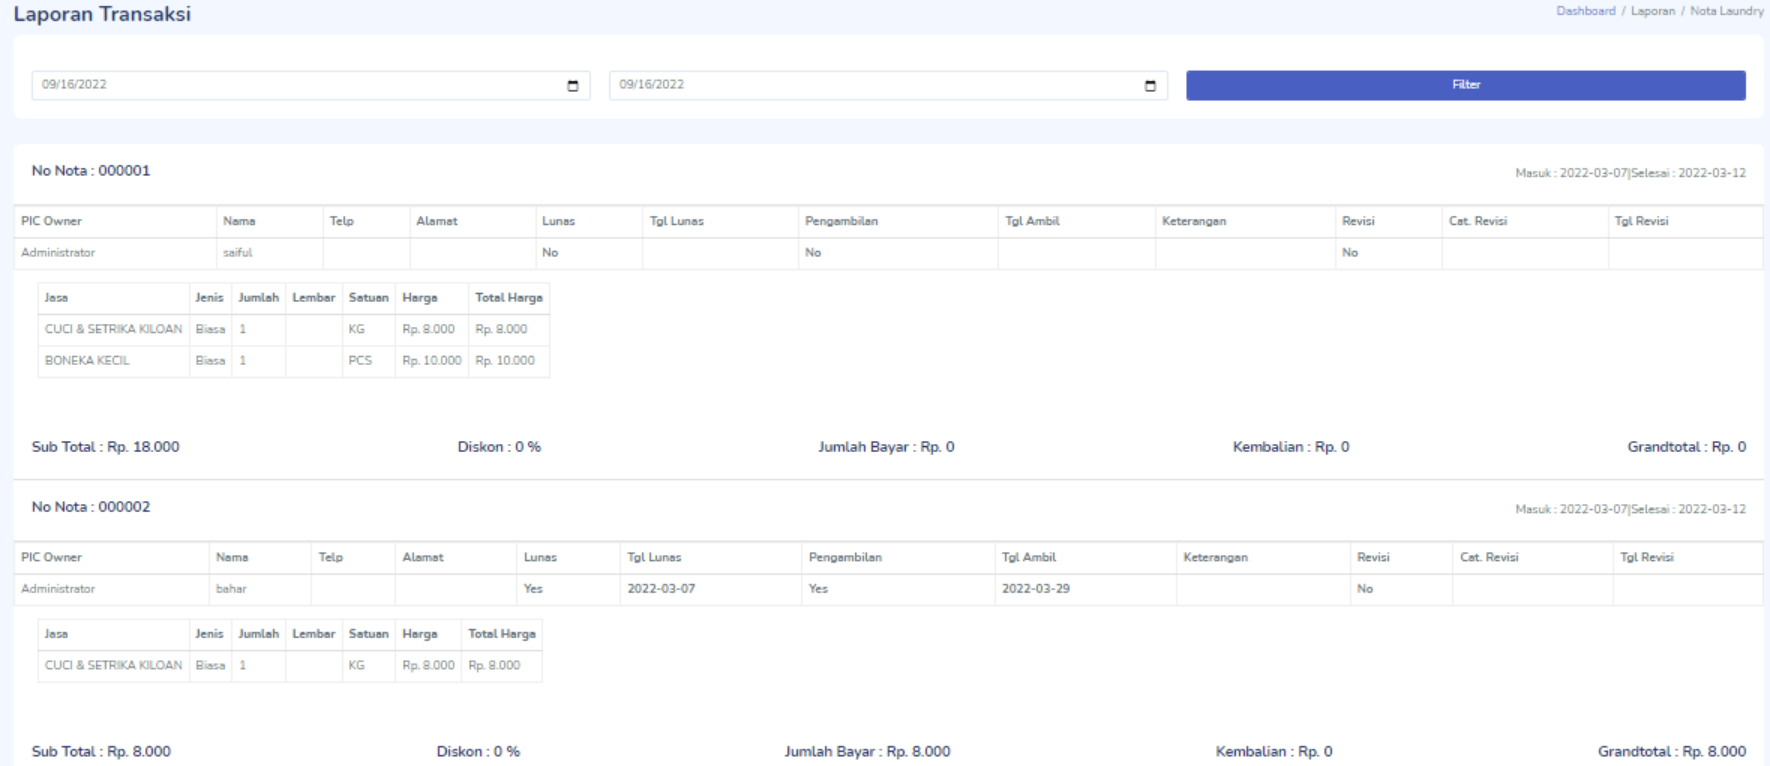 Laporan Transaksi
Dashboard / Laporan / Nota Laundry
09/16/2022 09/16/2022 Filter
No Nota : 000001
Masuk : 2022-03-07|Selesai : 2022-03-12
PIC Owner Nama Telp Alamat Lunas Tgl Lunas Pengambilan Tgl Ambil Keterangan Revisi Cat. Revisi Tgl Revisi
Administrator saiful No No No
Jasa Jenis Jumlah Lembar Satuan Harga Total Harga
CUCI & SETRIKA KILOAN Biasa 1 KG Rp. 8.000 Rp. 8.000
BONEKA KECIL Biasa 1 PCS Rp. 10.000 Rp. 10.000
Sub Total : Rp. 18.000 Diskon : 0 % Jumlah Bayar : Rp. 0 Kembalian : Rp. 0 Grandtotal : Rp. 0
No Nota : 000002
Masuk : 2022-03-07|Selesai : 2022-03-12
PIC Owner Nama Telp Alamat Lunas Tgl Lunas Pengambilan Tgl Ambil Keterangan Revisi Cat. Revisi Tgl Revisi
Administrator bahar Yes 2022-03-07 Yes 2022-03-29 No
Jasa Jenis Jumlah Lembar Satuan Harga Total Harga
CUCI & SETRIKA KILOAN Biasa 1 KG Rp. 8.000 Rp. 8.000
Sub Total : Rp. 8.000 Diskon : 0 % Jumlah Bayar : Rp. 8.000 Kembalian : Rp. 0 Grandtotal : Rp. 8.000